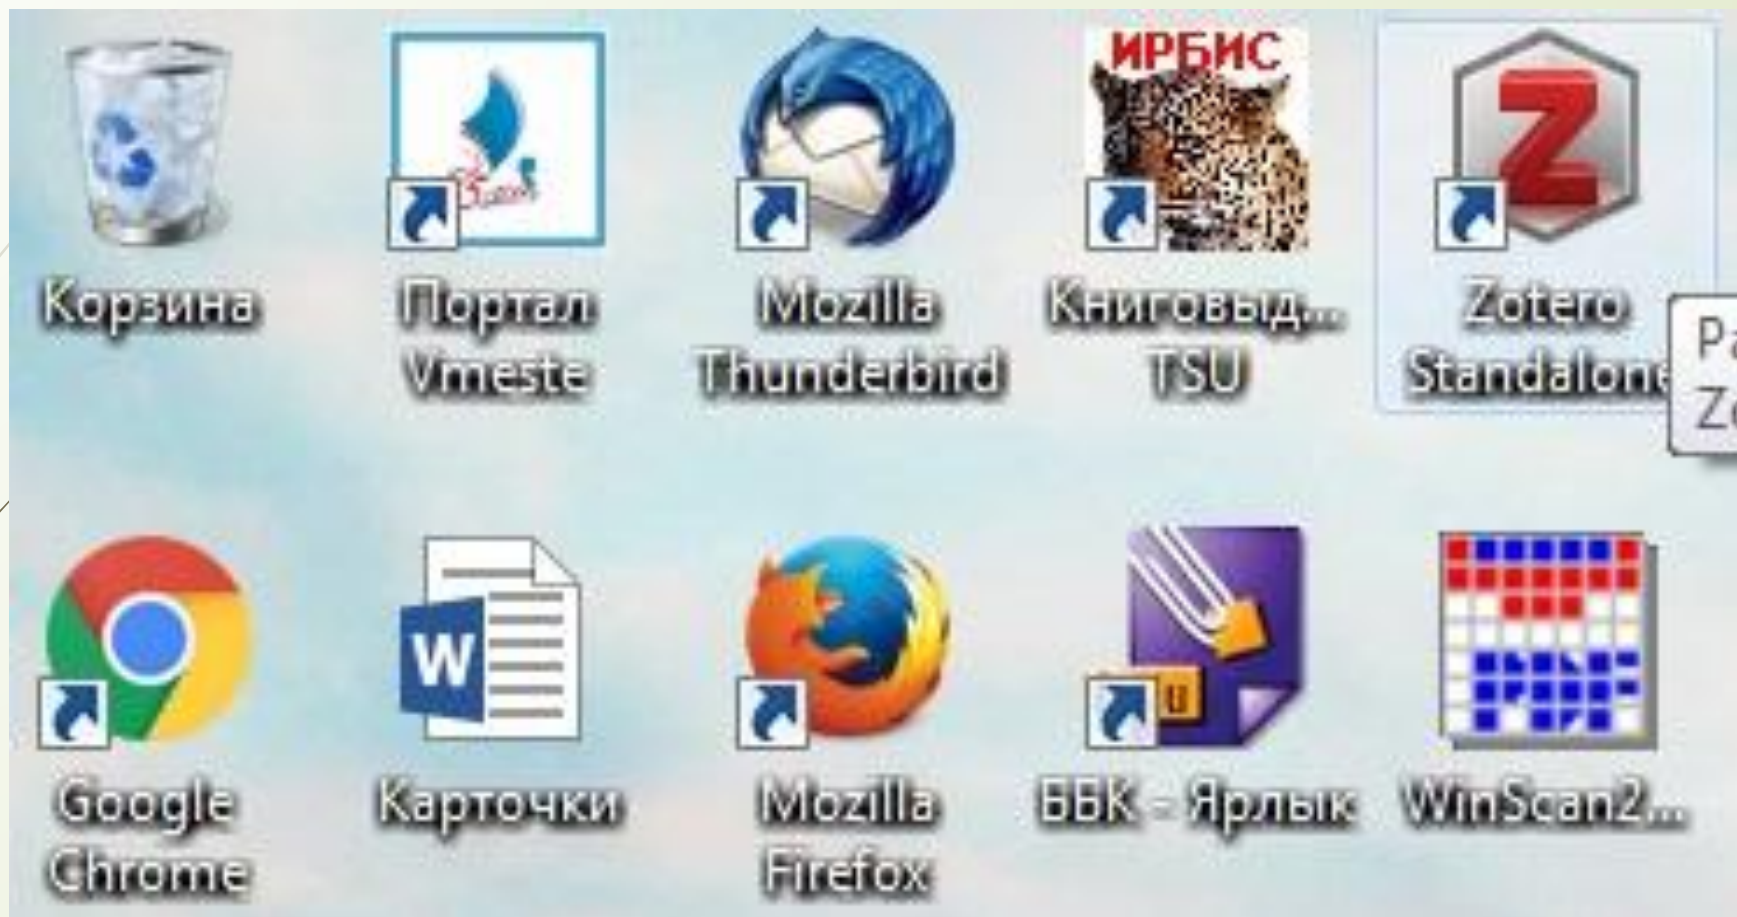 ИРБИС
Корзина
Портал
Vmeste
Mozilla
Thunderbird
Книговыд...
TSU
Zotero
Standalone
Z
W
Google
Chrome
Карточки
Mozilla
Firefox
ББК - Ярлык
WinScan2...